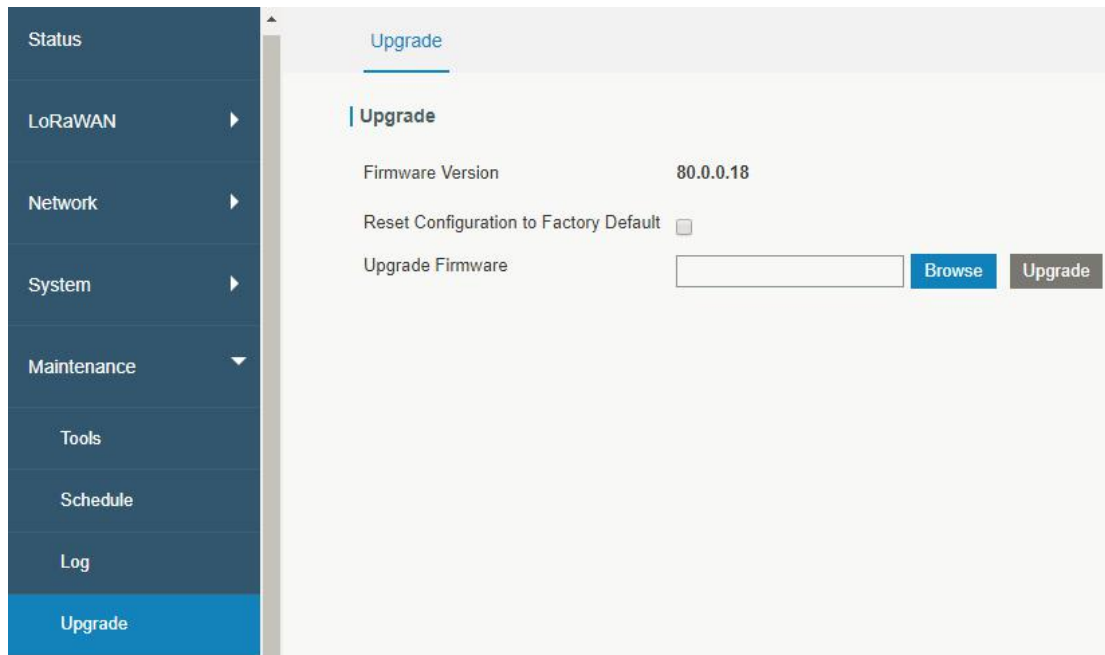 Status
LoRaWAN
Network
System
Maintenance
Tools
Schedule
Log
Upgrade
Upgrade
Upgrade
Firmware Version 80.0.0.18
Reset Configuration to Factory Default
Upgrade Firmware Browse Upgrade